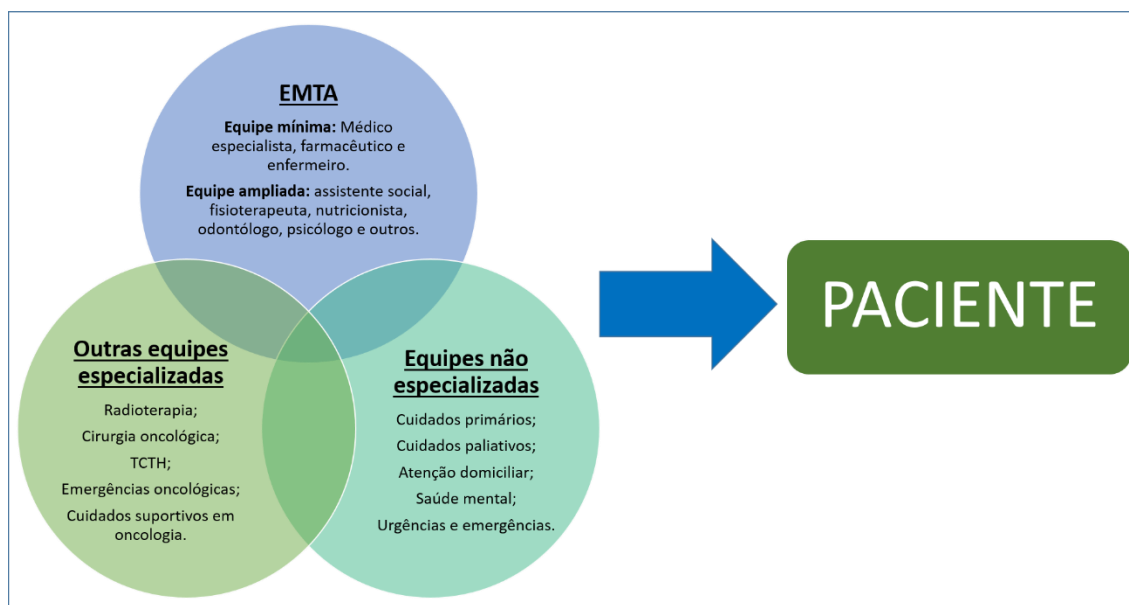 EMTA
Equipe mínima: Médico
especialista, farmacêutico e
enfermeiro.
Equipe ampliada: assistente social,
fisioterapeuta, nutricionista,
odontólogo, psicólogo e outros.
Outras equipes
especializadas
Radioterapia;
Cirurgia oncológica;
TCTH;
Emergências oncológicas;
Cuidados suportivos em
oncologia.
Equipes não
especializadas
Cuidados primários;
Cuidados paliativos;
Atenção domiciliar;
Saúde mental;
Urgências e emergências.
PACIENTE